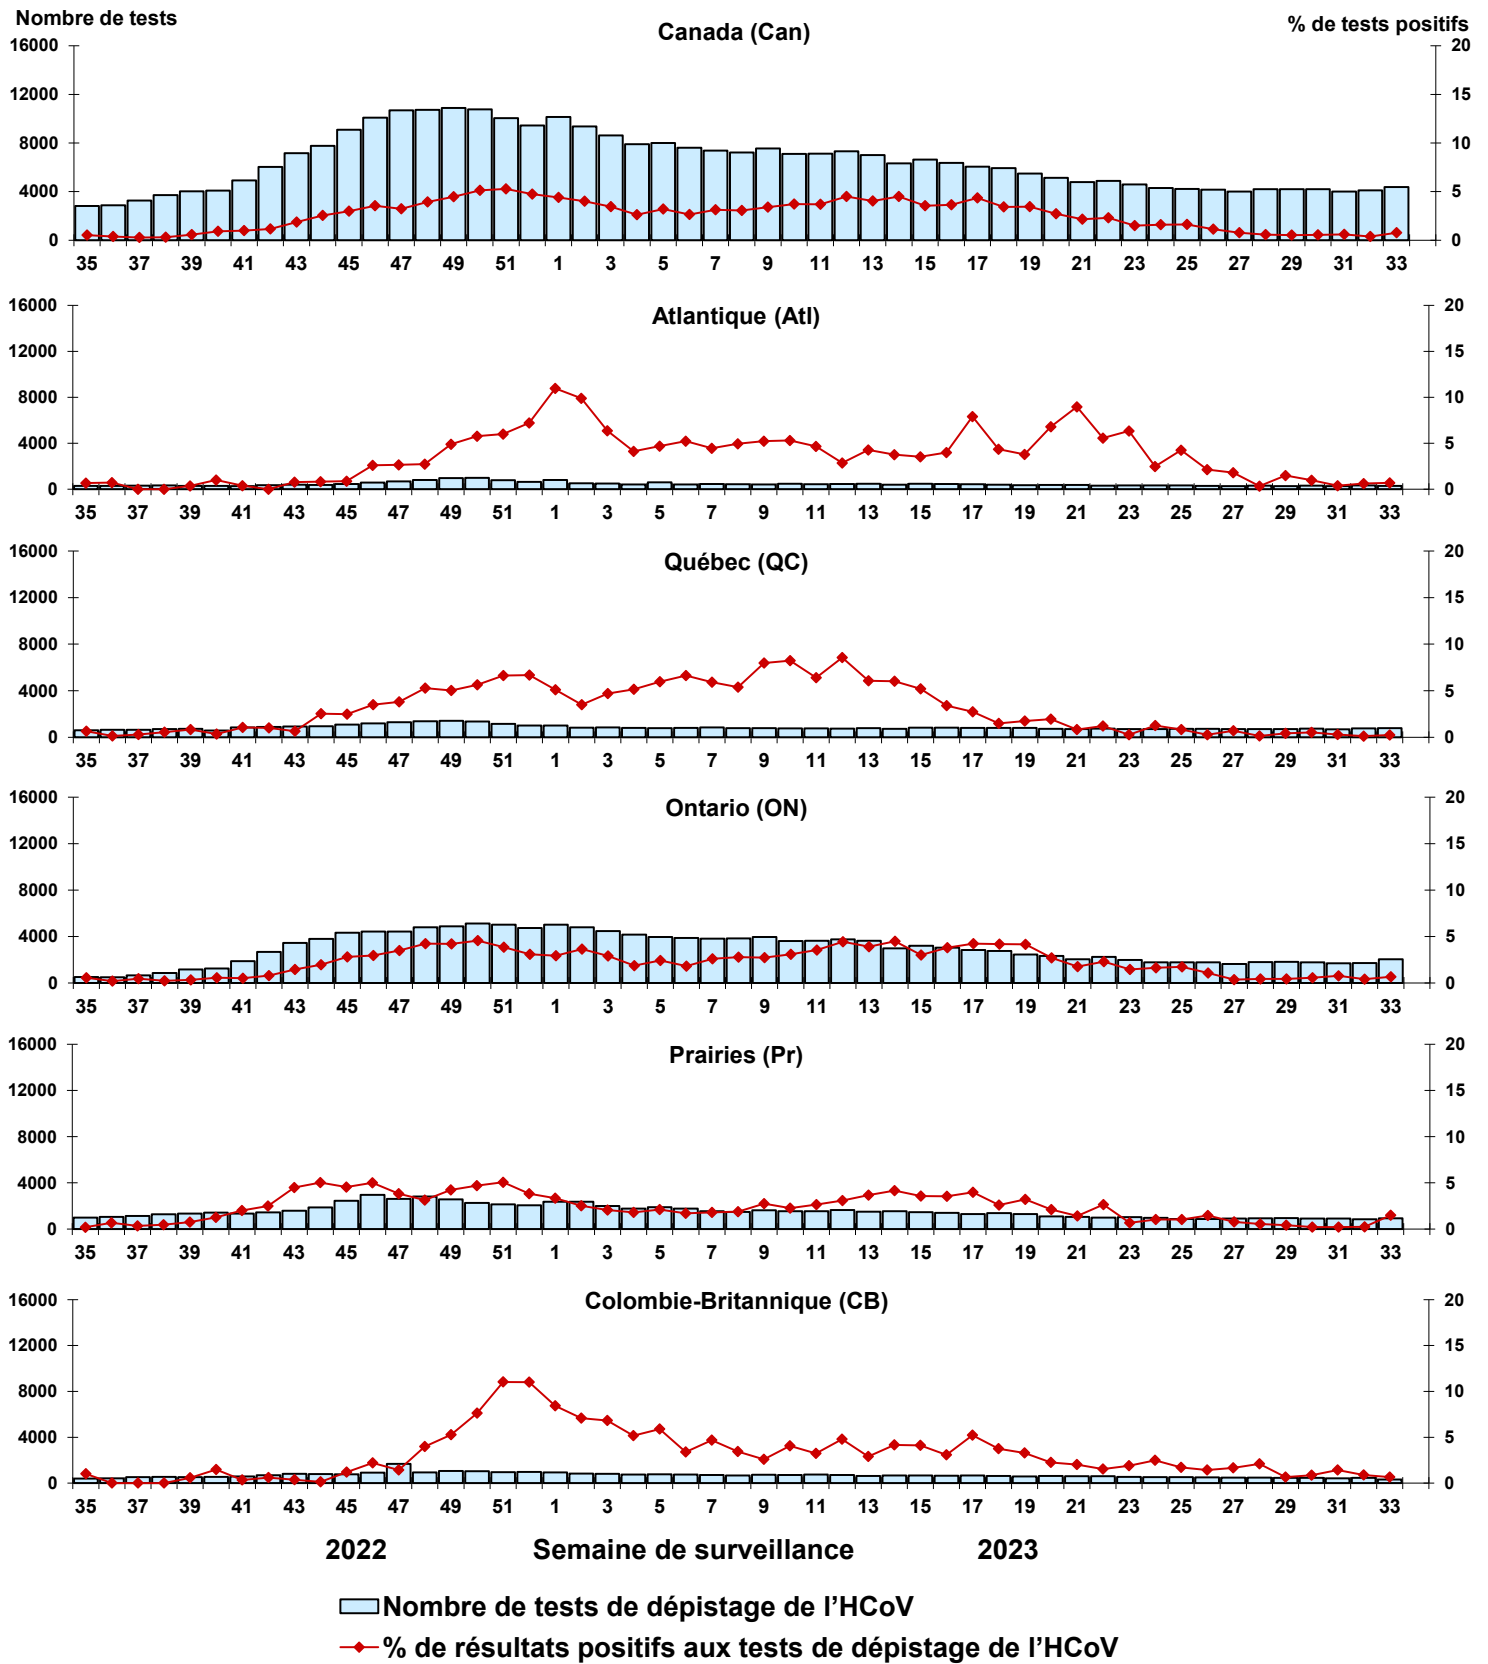 Nombre de tests
% de tests positifs
Canada (Can)
16000 20
12000 15
8000 10
4000 5
0 0
35 37 39 41 43 45 47 49 51 1 3 5 7 9 11 13 15 17 19 21 23 25 27 29 31 33
Atlantique (Atl)
16000 20
12000 15
8000 10
4000 5
0 0
35 37 39 41 43 45 47 49 51 1 3 5 7 9 11 13 15 17 19 21 23 25 27 29 31 33
Québec (QC)
16000 20
12000 15
8000 10
4000 5
0 0
35 37 39 41 43 45 47 49 51 1 3 5 7 9 11 13 15 17 19 21 23 25 27 29 31 33
Ontario (ON)
16000 20
12000 15
8000 10
4000 5
0 0
35 37 39 41 43 45 47 49 51 1 3 5 7 9 11 13 15 17 19 21 23 25 27 29 31 33
Prairies (Pr)
16000 20
12000 15
8000 10
4000 5
0 0
35 37 39 41 43 45 47 49 51 1 3 5 7 9 11 13 15 17 19 21 23 25 27 29 31 33
Colombie-Britannique (CB)
16000 20
12000 15
8000 10
4000 5
0 0
35 37 39 41 43 45 47 49 51 1 3 5 7 9 11 13 15 17 19 21 23 25 27 29 31 33
2022 Semaine de surveillance 2023
Nombre de tests de dépistage de l’HCoV
% de résultats positifs aux tests de dépistage de l’HCoV